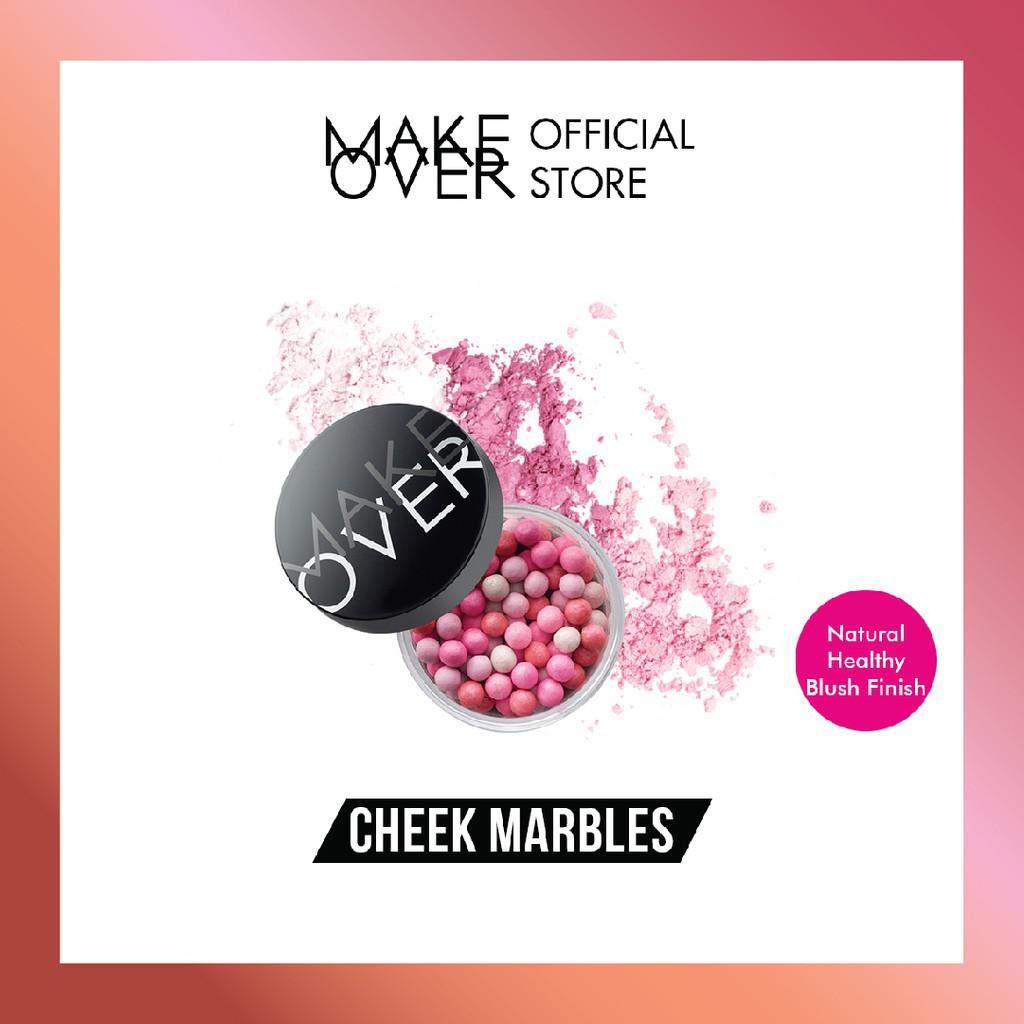 MAKE OFFICIAL
OVER STORE
MAKE
OVER
Natural
Healthy
Blush Finish
CHEEK MARBLES